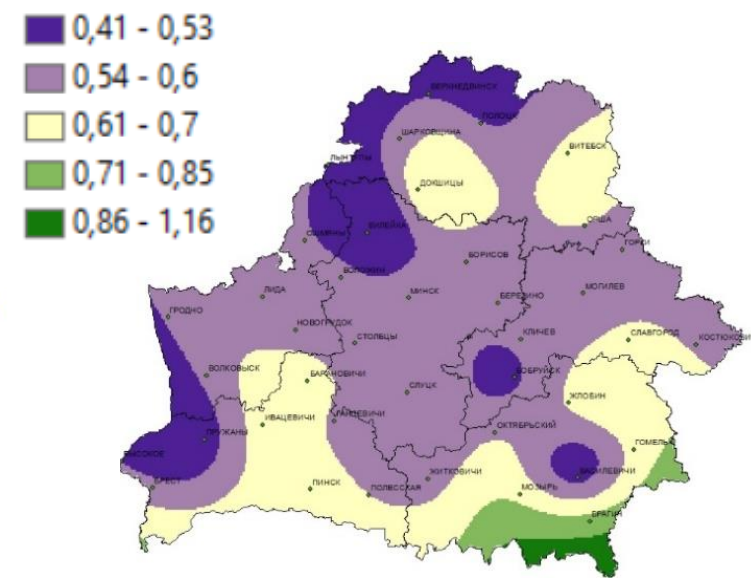 0,41 - 0,53
0,54 - 0,6
0,61 - 0,7
0,71 - 0,85
0,86 - 1,16
ВЕРХНЕДВИНСК
ПОЛОЦК
ШАРКОВЩИНА
ВИТЕБСК
ЛЫНТУПЫ
ДОКШИЦЫ
ОРША
ОШМЯНЫ
ВИЛЕЙКА
ГОРКИ
БОРИСОВ
ВОЛОЖИН
МОГИЛЕВ
ЛИДА
МИНСК
БЕРЕЗИНО
ГРОДНО
НОВОГРУДОК
СТОЛБЦЫ
КЛИЧЕВ
СЛАВГОРОД
КОСТЮКОВИ
ВОЛКОВЫСК
БАРАНОВИЧИ
БОБРУЙСК
СЛУЦК
ЖЛОБИН
ИВАЦЕВИЧИ
ГАНЦЕВИЧИ
ОКТЯБРЬСКИЙ
ПРУЖАНЫ
ГОМЕЛЬ
ВЫСОКОЕ
ЖИТКОВИЧИ
ВАСИЛЕВИЧИ
БРЕСТ
ПИНСК
ПОЛЕССКАЯ
МОЗЫРЬ
БРАГИН